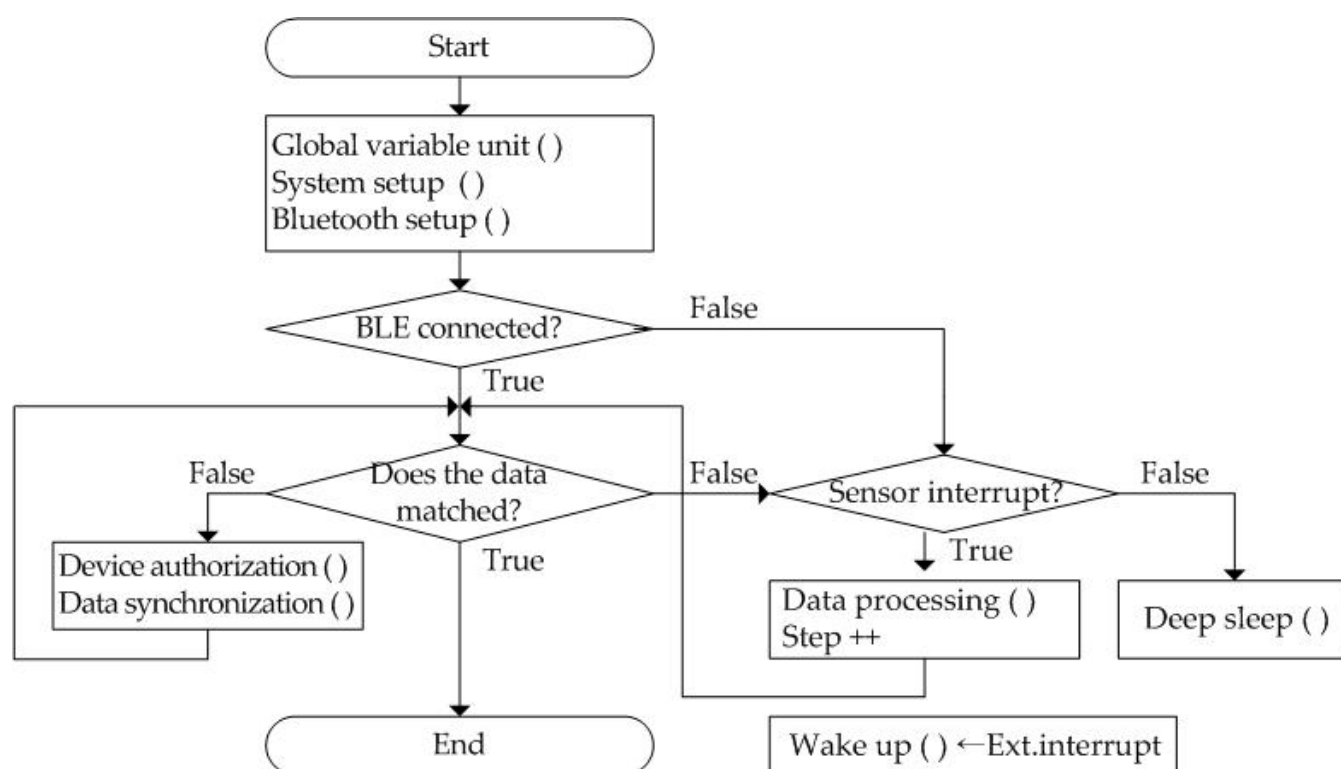 Start
Global variable unit ( )
System setup ( )
Bluetooth setup ( )
BLE connected?
False
True
False
Does the data
matched?
False
Sensor interrupt?
False
True
True
Device authorization ( )
Data synchronization ( )
Data processing ( )
Step ++
Deep sleep ( )
End
Wake up ( ) ←Ext.interrupt